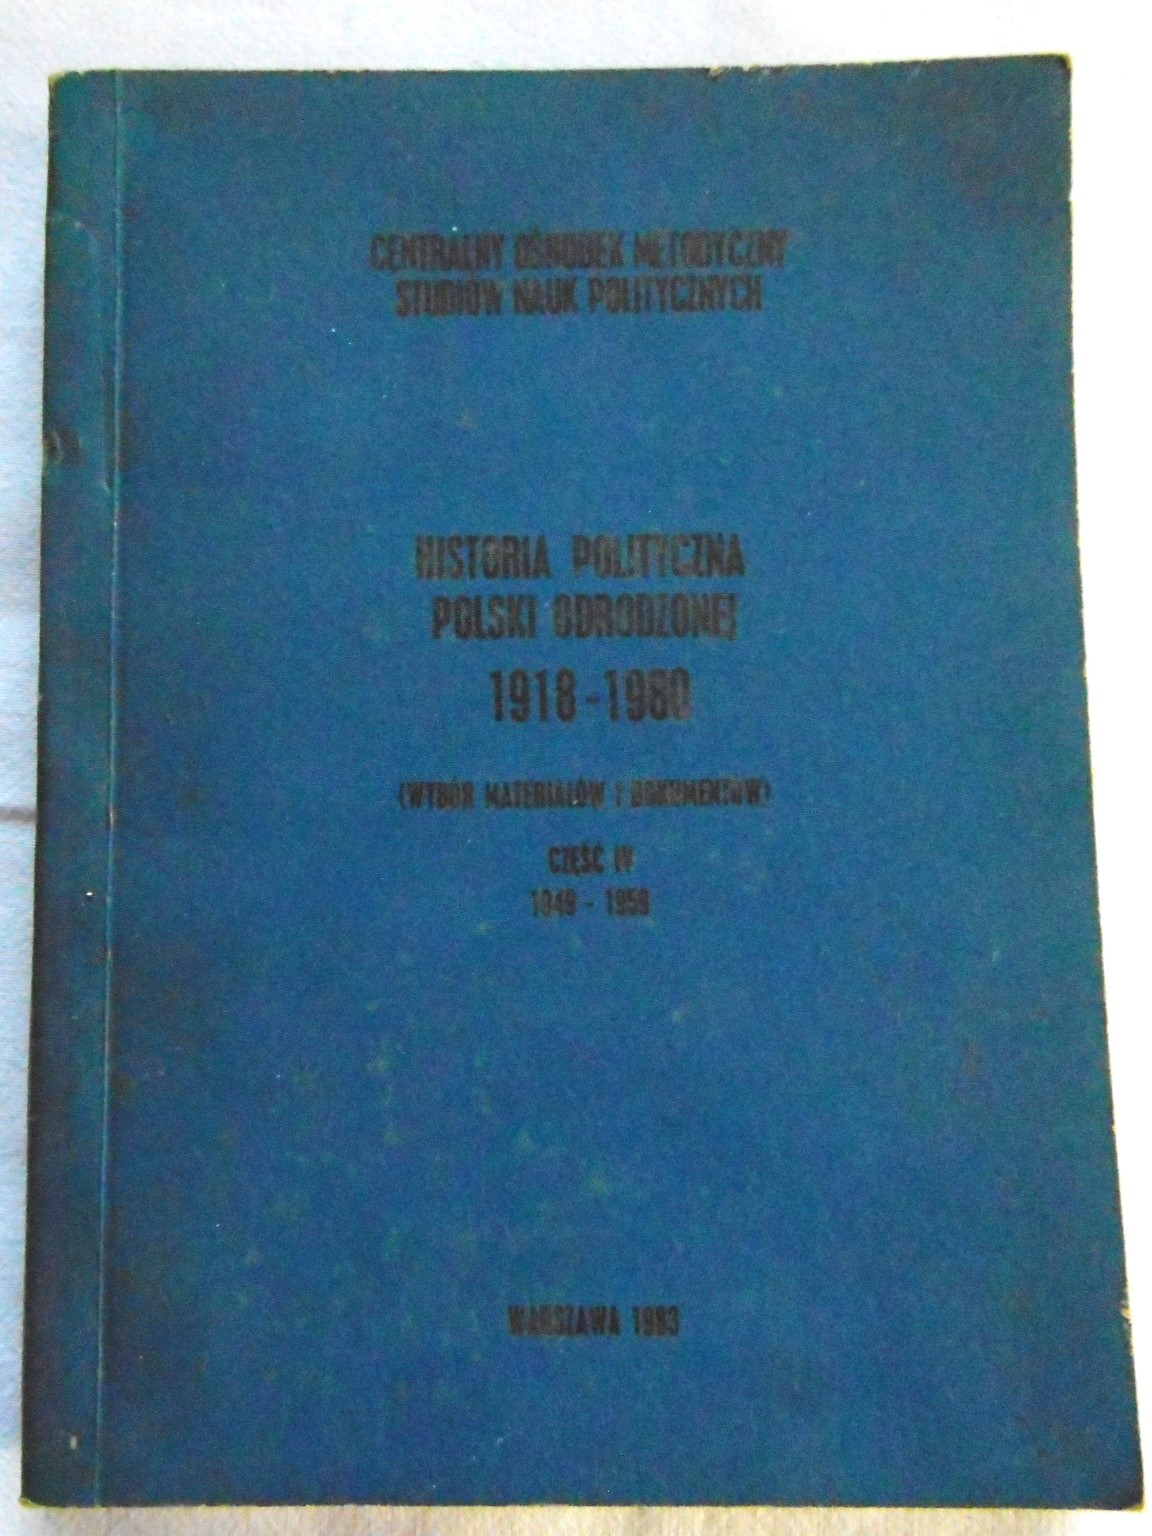 CENTRALNY OŚRODEK METODYCZNY
STUDIÓW NAUK POLITYCZNYCH
HISTORIA POLITYCZNA
POLSKI ODRODZONEJ
1918 - 1980
(WYBÓR MATERIAŁÓW I DOKUMENTÓW)
CZĘŚĆ IV
1949 - 1959
WARSZAWA 1983